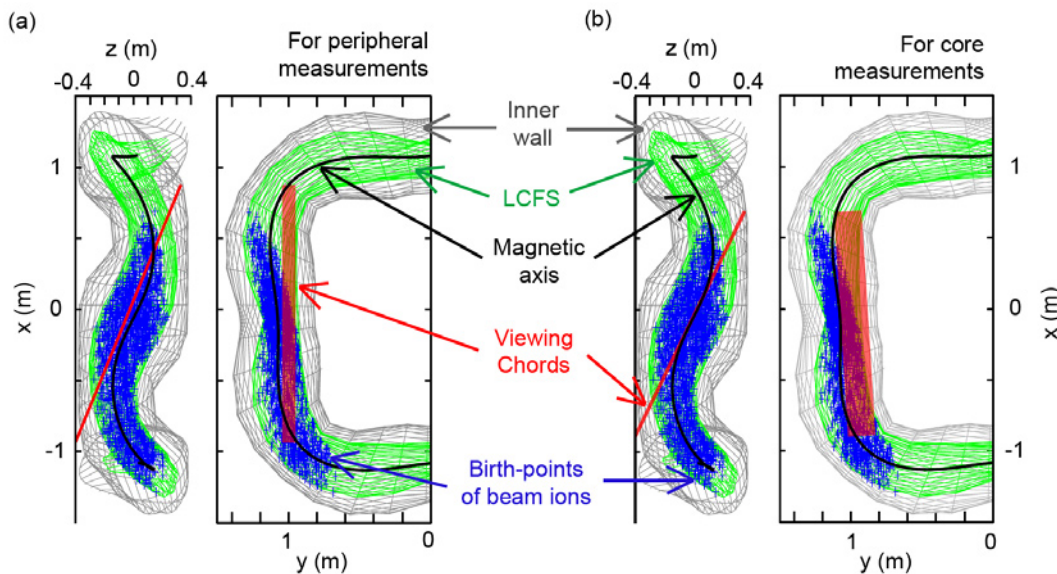 (a)
z (m)
-0.4 0 0.4
For peripheral
measurements
Inner
wall
LCFS
Magnetic
axis
Viewing
Chords
Birth-points
of beam ions
x (m)
1
0
-1
1 0
y (m)
(b)
z (m)
-0.4 0 0.4
For core
measurements
1
0
-1
x (m)
1 0
y (m)